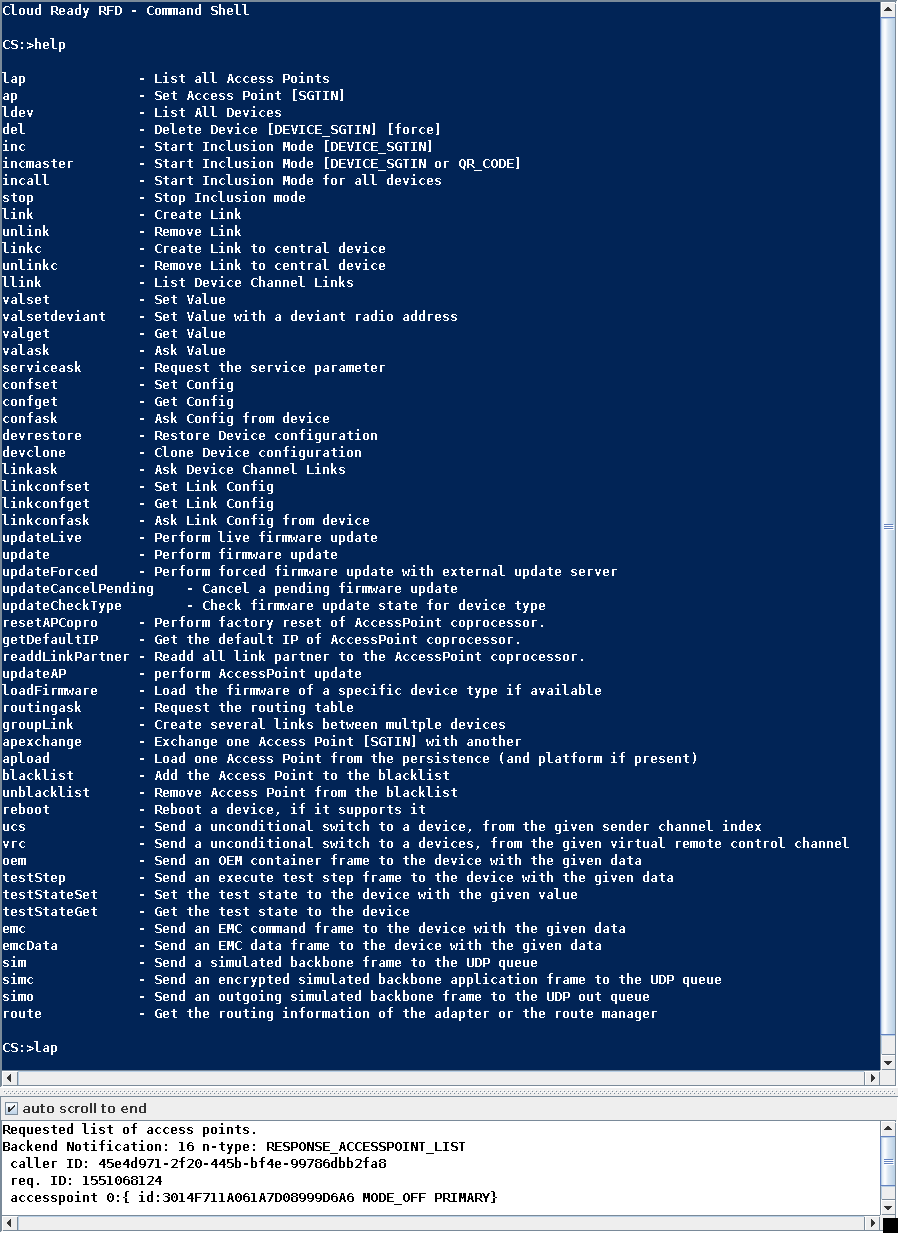 Cloud Ready RFD - Command Shell
CS:>help
lap - List all Access Points
ap - Set Access Point [SGTIN]
ldev - List All Devices
del - Delete Device [DEVICE_SGTIN] [force]
inc - Start Inclusion Mode [DEVICE_SGTIN]
incmaster - Start Inclusion Mode [DEVICE_SGTIN or QR_CODE]
incall - Start Inclusion Mode for all devices
stop - Stop Inclusion mode
link - Create Link
unlink - Remove Link
linkc - Create Link to central device
unlinkc - Remove Link to central device
llink - List Device Channel Links
valset - Set Value
valsetdeviant - Set Value with a deviant radio address
valget - Get Value
valask - Ask Value
serviceask - Request the service parameter
confset - Set Config
confget - Get Config
confask - Ask Config from device
devrestore - Restore Device configuration
devclone - Clone Device configuration
linkask - Ask Device Channel Links
linkconfset - Set Link Config
linkconfget - Get Link Config
linkconfask - Ask Link Config from device
updateLive - Perform live firmware update
update - Perform firmware update
updateForced - Perform forced firmware update with external update server
updateCancelPending - Cancel a pending firmware update
updateCheckType - Check firmware update state for device type
resetAPCopro - Perform factory reset of AccessPoint coprocessor.
getDefaultIP - Get the default IP of AccessPoint coprocessor.
readdLinkPartner - Readd all link partner to the AccessPoint coprocessor.
updateAP - perform AccessPoint update
loadFirmware - Load the firmware of a specific device type if available
routingask - Request the routing table
groupLink - Create several links between multple devices
apexchange - Exchange one Access Point [SGTIN] with another
apload - Load one Access Point from the persistence (and platform if present)
blacklist - Add the Access Point to the blacklist
unblacklist - Remove Access Point from the blacklist
reboot - Reboot a device, if it supports it
ucs - Send a unconditional switch to a device, from the given sender channel index
vrc - Send a unconditional switch to a devices, from the given virtual remote control channel
oem - Send an OEM container frame to the device with the given data
testStep - Send an execute test step frame to the device with the given data
testStateSet - Set the test state to the device with the given value
testStateGet - Get the test state to the device
emc - Send an EMC command frame to the device with the given data
emcData - Send an EMC data frame to the device with the given data
sim - Send a simulated backbone frame to the UDP queue
simc - Send an encrypted simulated backbone application frame to the UDP queue
simo - Send an outgoing simulated backbone frame to the UDP out queue
route - Get the routing information of the adapter or the route manager
CS:>lap
auto scroll to end
Requested list of access points.
Backend Notification: 16 n-type: RESPONSE_ACCESSPOINT_LIST
caller ID: 45e4d971-2f20-445b-bf4e-99786dbb2fa8
req. ID: 1551068124
accesspoint 0:{ id:3014F711A061A7D08999D6A6 MODE_OFF PRIMARY}